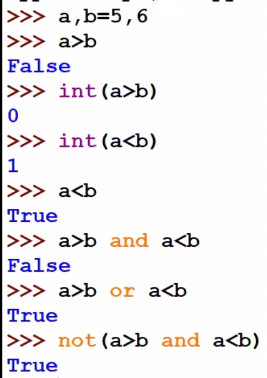 >>> a,b=5,6
>>> a>b
False
>>> int(a>b)
0
>>> int(a<b)
1
>>> a<b
True
>>> a>b and a<b
False
>>> a>b or a<b
True
>>> not(a>b and a<b)
True